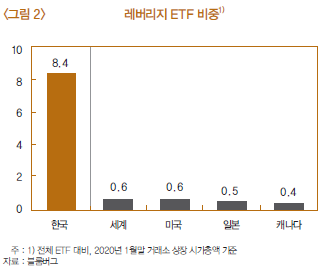 〈그림 2〉 레버리지 ETF 비중1)
10
8
6
4
2
0
8.4
0.6
0.6
0.5
0.4
한국 세계 미국 일본 캐나다
주 : 1) 전체 ETF 대비, 2020년 1월말 거래소 상장 시가총액 기준
자료 : 블룸버그